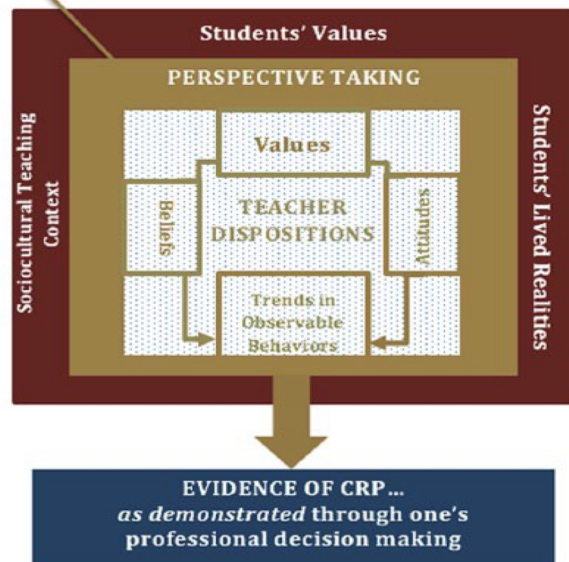 Students' Values
PERSPECTIVE TAKING
Sociocultural Teaching
Context
Values
Beliefs
TEACHER
DISPOSITIONS
Attitudes
Trends in
Observable
Behaviors
Students' Lived Realities
EVIDENCE OF CRP...
as demonstrated through one's
professional decision making